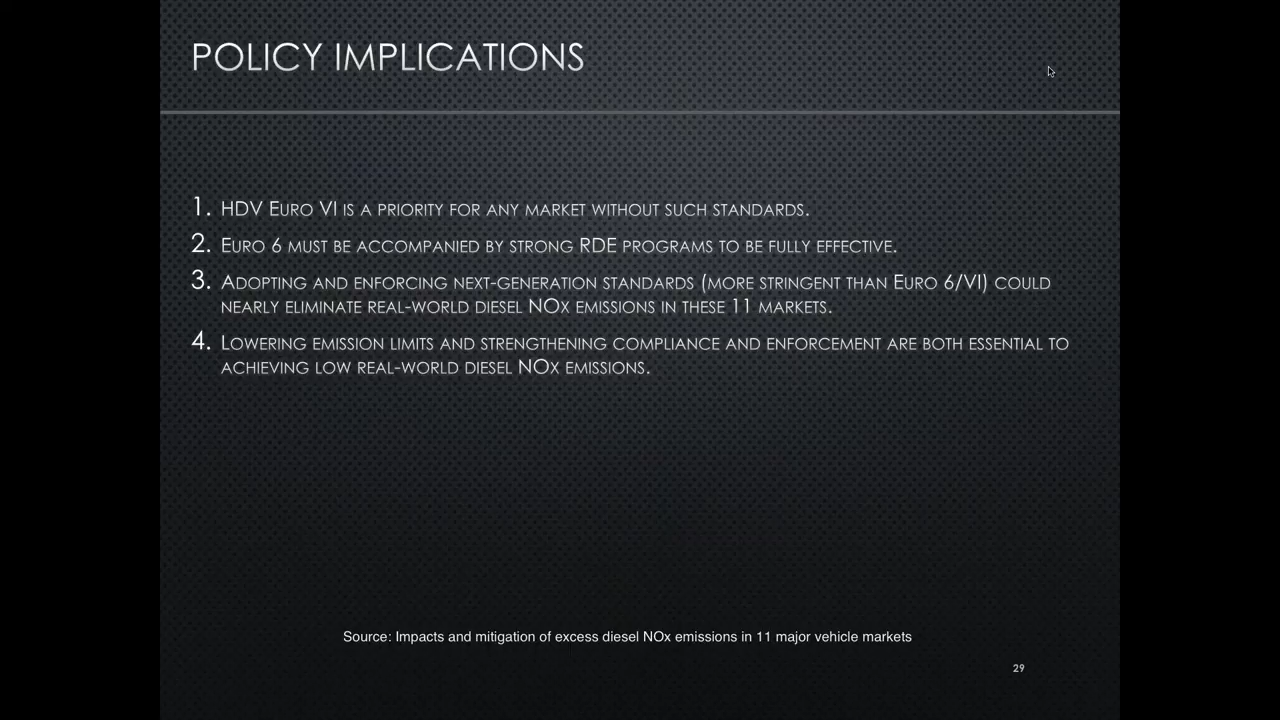 POLICY IMPLICATIONS
1. HDV EURO VI IS A PRIORITY FOR ANY MARKET WITHOUT SUCH STANDARDS.
2. EURO 6 MUST BE ACCOMPANIED BY STRONG RDE PROGRAMS TO BE FULLY EFFECTIVE.
3. ADOPTING AND ENFORCING NEXT-GENERATION STANDARDS (MORE STRINGENT THAN EURO 6/VI) COULD
NEARLY ELIMINATE REAL-WORLD DIESEL NOX EMISSIONS IN THESE 11 MARKETS.
4. LOWERING EMISSION LIMITS AND STRENGTHENING COMPLIANCE AND ENFORCEMENT ARE BOTH ESSENTIAL TO
ACHIEVING LOW REAL-WORLD DIESEL NOX EMISSIONS.
Source: Impacts and mitigation of excess diesel NOx emissions in 11 major vehicle markets
29